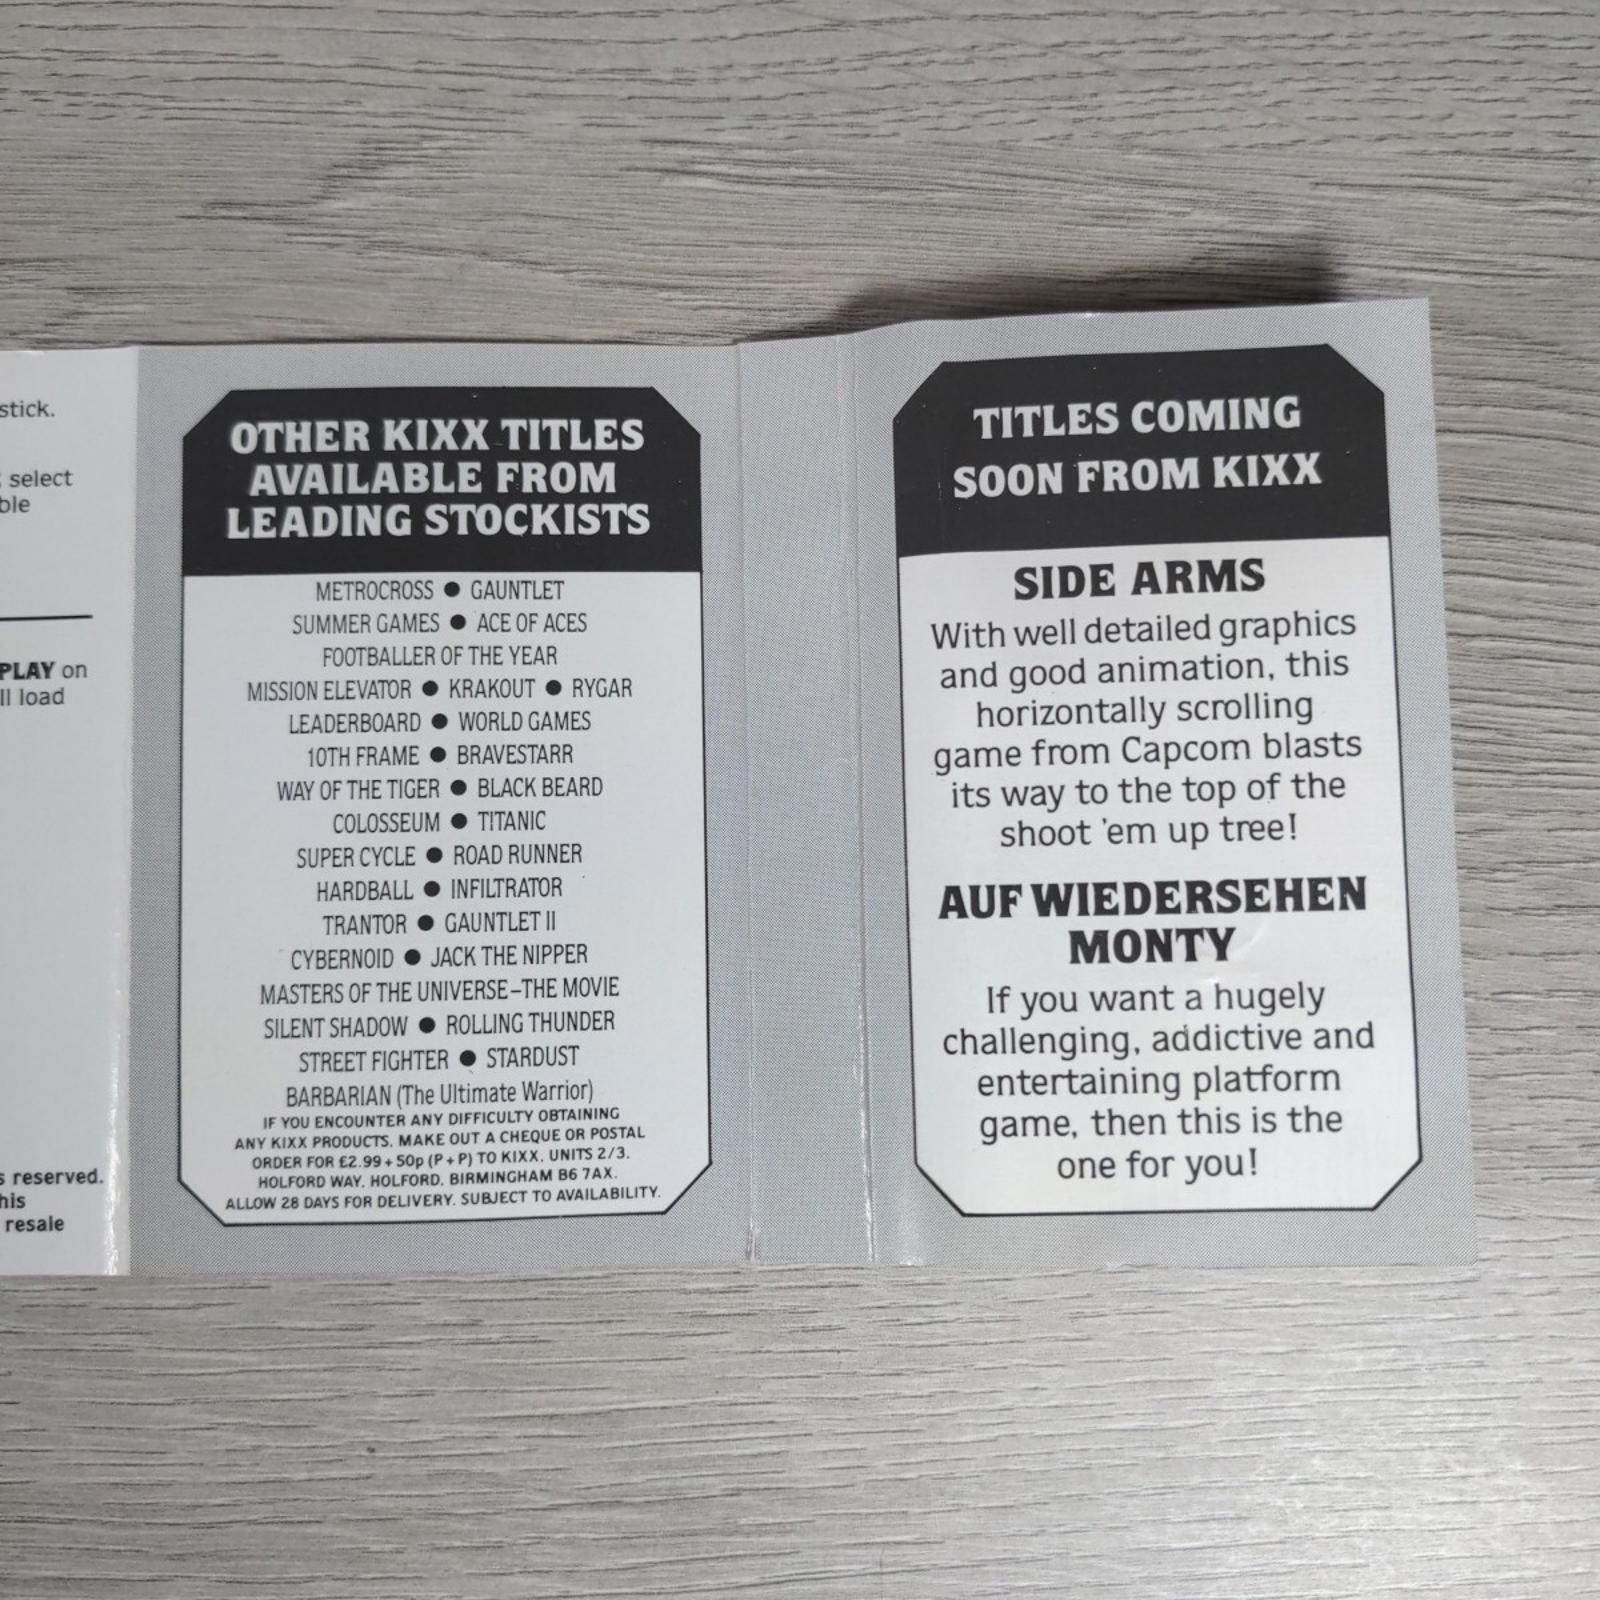 stick.
select
ble
PLAY on
ll load
s reserved.
his
resale
OTHER KIXX TITLES
AVAILABLE FROM
LEADING STOCKISTS
METROCROSS ● GAUNTLET
SUMMER GAMES ● ACE OF ACES
FOOTBALLER OF THE YEAR
MISSION ELEVATOR ● KRAKOUT ● RYGAR
LEADERBOARD ● WORLD GAMES
10TH FRAME ● BRAVESTARR
WAY OF THE TIGER ● BLACK BEARD
COLOSSEUM ● TITANIC
SUPER CYCLE ● ROAD RUNNER
HARDBALL ● INFILTRATOR
TRANTOR ● GAUNTLET II
CYBERNOID ● JACK THE NIPPER
MASTERS OF THE UNIVERSE–THE MOVIE
SILENT SHADOW ● ROLLING THUNDER
STREET FIGHTER ● STARDUST
BARBARIAN (The Ultimate Warrior)
IF YOU ENCOUNTER ANY DIFFICULTY OBTAINING
ANY KIXX PRODUCTS, MAKE OUT A CHEQUE OR POSTAL
ORDER FOR £2.99 + 50p (P + P) TO KIXX, UNITS 2/3,
HOLFORD WAY, HOLFORD, BIRMINGHAM B6 7AX.
ALLOW 28 DAYS FOR DELIVERY. SUBJECT TO AVAILABILITY.
TITLES COMING
SOON FROM KIXX
SIDE ARMS
With well detailed graphics
and good animation, this
horizontally scrolling
game from Capcom blasts
its way to the top of the
shoot 'em up tree!
AUF WIEDERSEHEN
MONTY
If you want a hugely
challenging, addictive and
entertaining platform
game, then this is the
one for you!